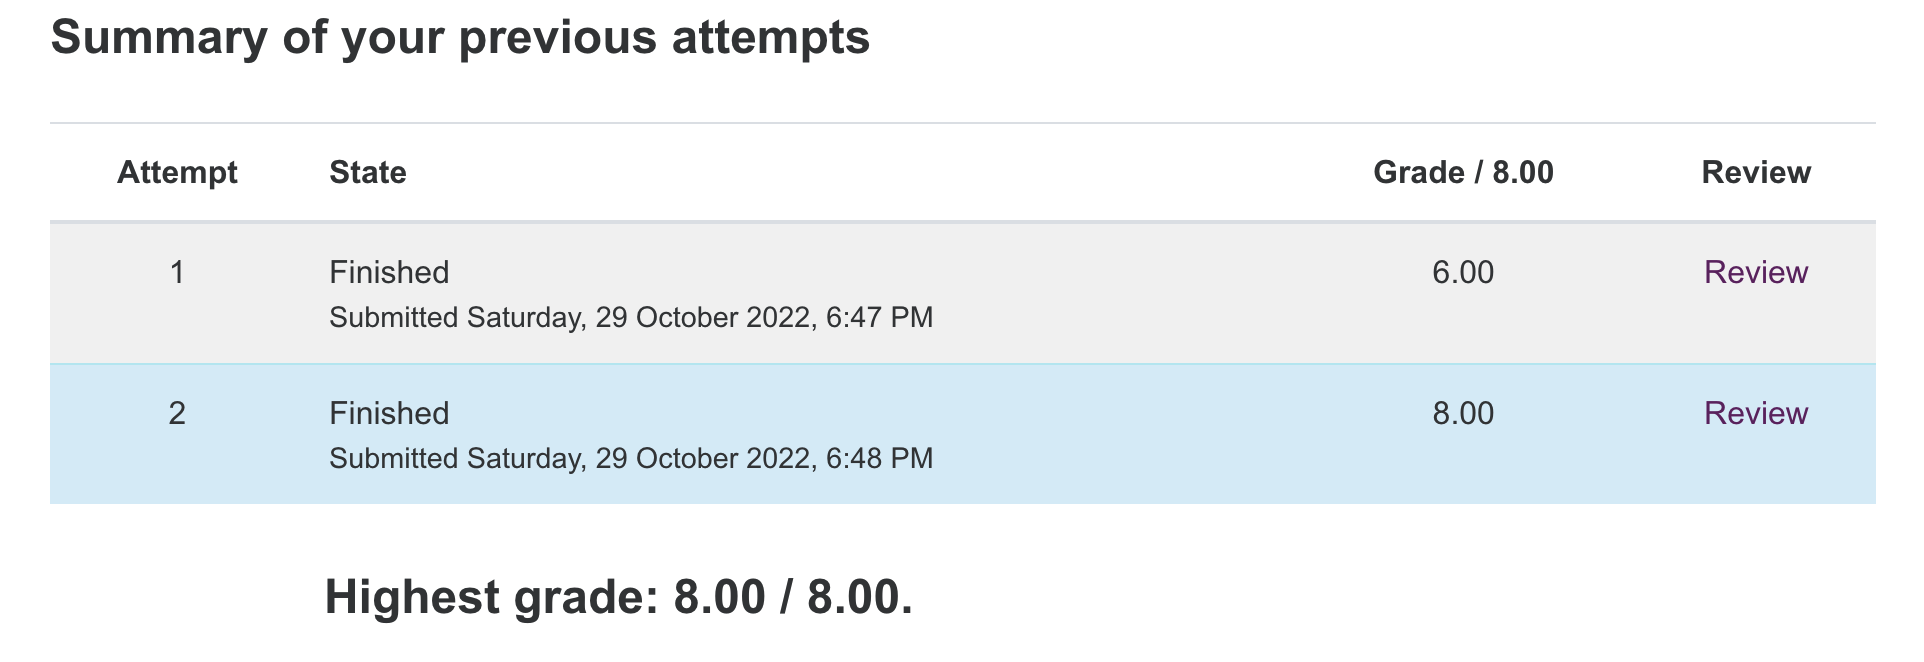 Summary of your previous attempts
Attempt State Grade / 8.00 Review
1 Finished 6.00 Review
Submitted Saturday, 29 October 2022, 6:47 PM
2 Finished 8.00 Review
Submitted Saturday, 29 October 2022, 6:48 PM
Highest grade: 8.00 / 8.00.